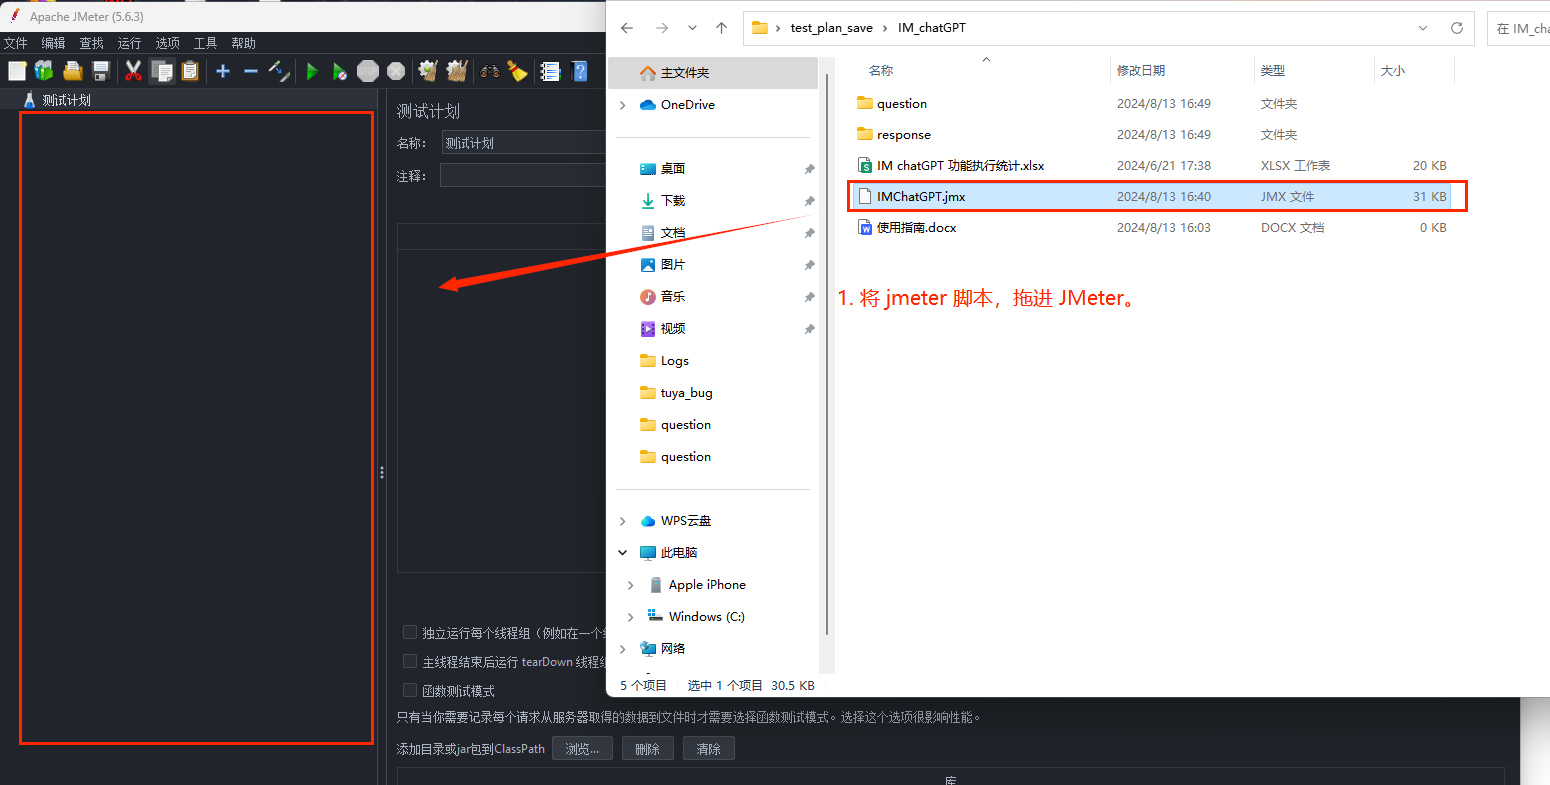 Apache JMeter (5.6.3)
文件 编辑 查找 运行 选项 工具 帮助
测试计划
测试计划
名称： 测试计划
注释：
独立运行每个线程组（例如在一个
主线程结束后运行 tearDown 线程组
函数测试模式
只有当你需要记录每个请求从服务器取得的数据到文件时才需要选择函数测试模式。选择这个选项很影响性能。
添加目录或jar包到ClassPath 浏览... 删除 清除
库
test_plan_save IM_chatGPT
在 IM_cha
主文件夹
OneDrive
桌面
下载
文档
图片
音乐
视频
Logs
tuya_bug
question
question
WPS云盘
此电脑
Apple iPhone
Windows (C:)
网络
名称 修改日期 类型 大小
question 2024/8/13 16:49 文件夹
response 2024/8/13 16:49 文件夹
IM chatGPT 功能执行统计.xlsx 2024/6/21 17:38 XLSX 工作表 20 KB
IMChatGPT.jmx 2024/8/13 16:40 JMX 文件 31 KB
使用指南.docx 2024/8/13 16:03 DOCX 文档 0 KB
1. 将 jmeter 脚本，拖进 JMeter。
5 个项目 选中 1 个项目 30.5 KB